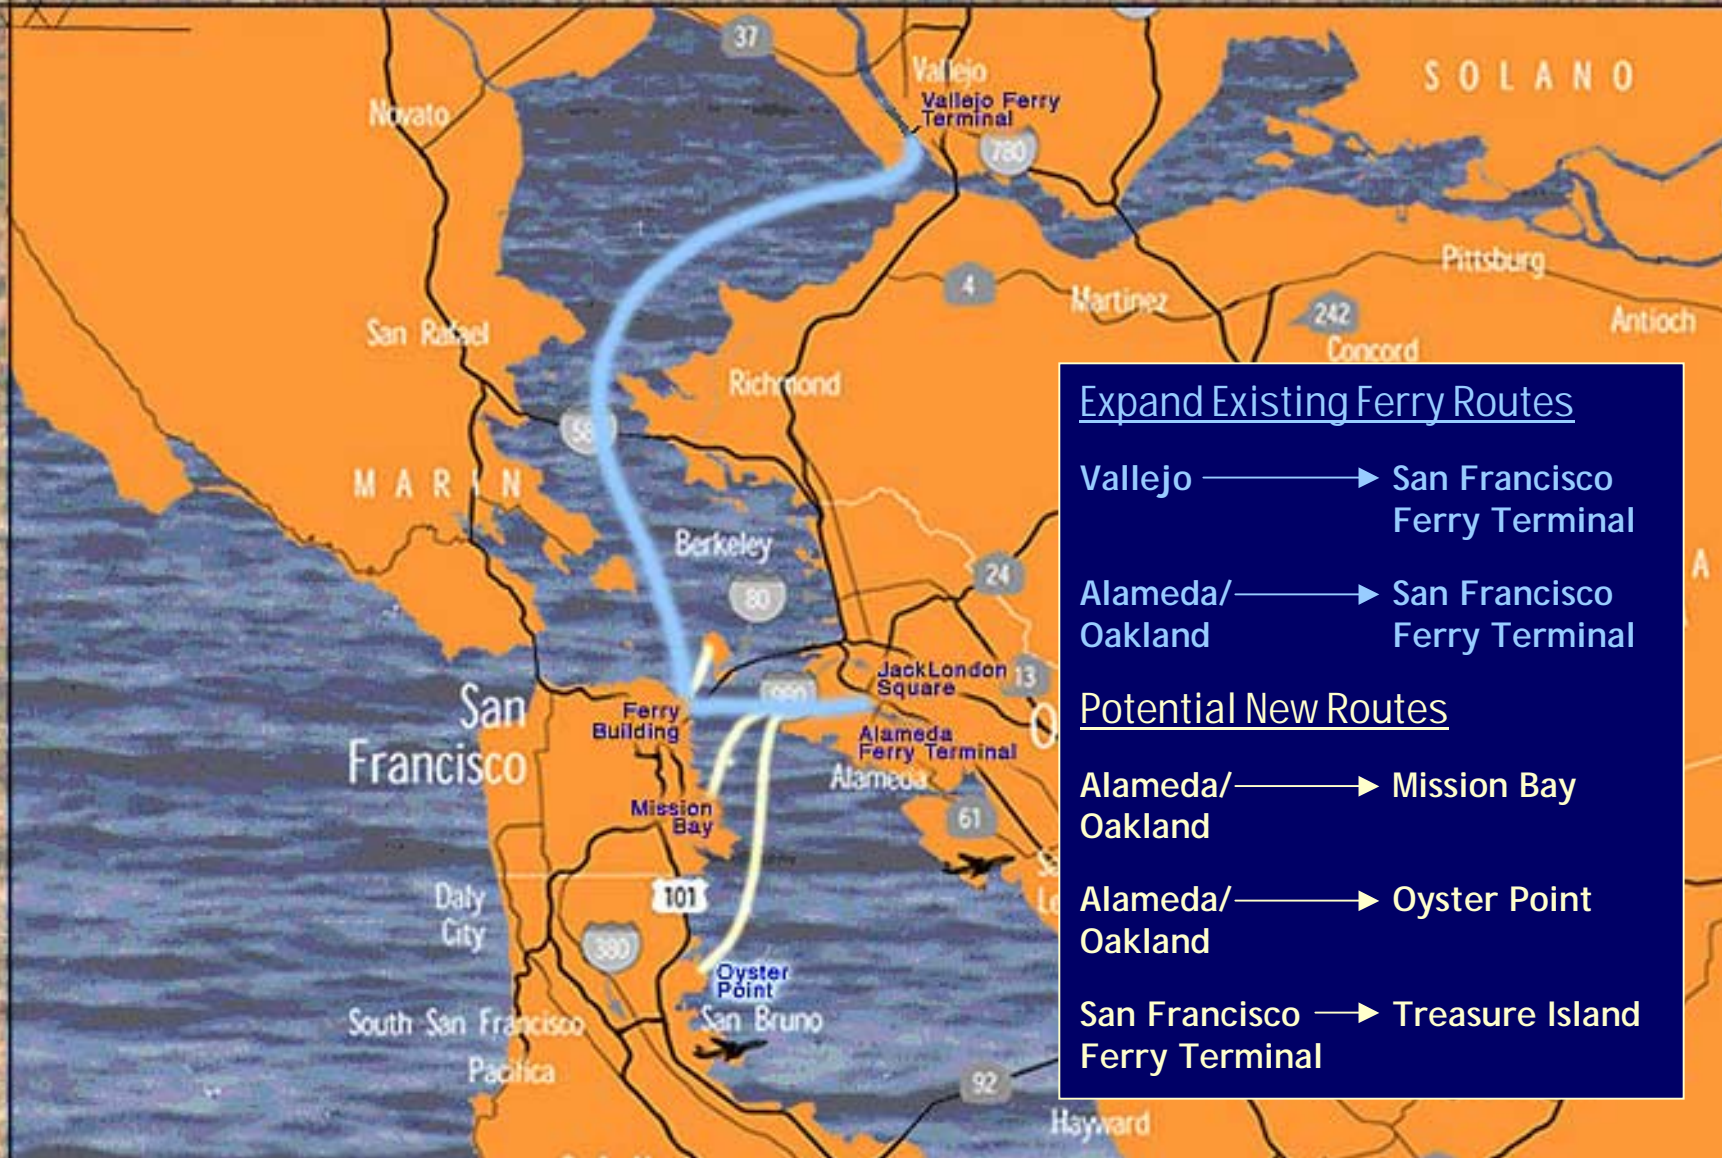 37
Vallejo
SOLANO
Vallejo Ferry
Terminal
Novato
780
Pittsburg
4
Martinez
242
Antioch
San Rafael
Concord
Richmond
Expand Existing Ferry Routes
Vallejo San Francisco
Ferry Terminal
MARIN
Berkeley
24
80
Alameda/ San Francisco
Oakland Ferry Terminal
JackLondon
Square
13
San
Francisco
Ferry
Building
Alameda
Ferry Terminal
Alameda
Potential New Routes
Alameda/ Mission Bay
Oakland
Mission
Bay
61
101
Daly
City
380
Alameda/ Oyster Point
Oakland
Oyster
Point
South San Francisco
San Bruno
San Francisco Treasure Island
Ferry Terminal
Pacifica
92
Hayward